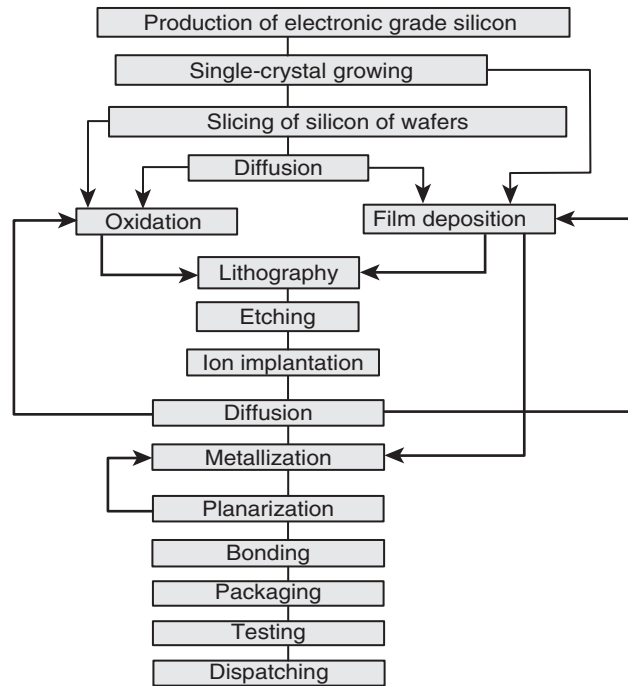 Production of electronic grade silicon
Single-crystal growing
Slicing of silicon of wafers
Diffusion
Oxidation
Film deposition
Lithography
Etching
Ion implantation
Diffusion
Metallization
Planarization
Bonding
Packaging
Testing
Dispatching